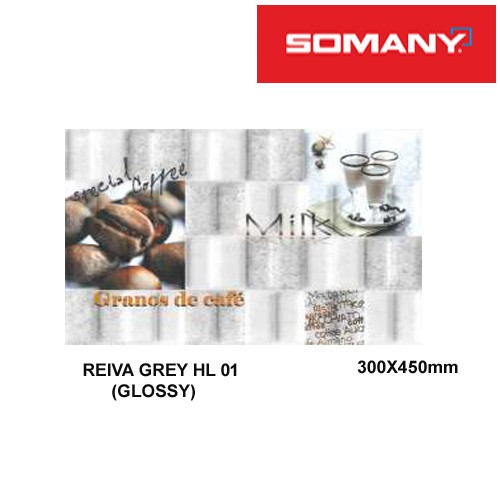 SOMANY
special
Coffee
Milk
Granos de café
REIVA GREY HL 01
(GLOSSY)
300X450mm